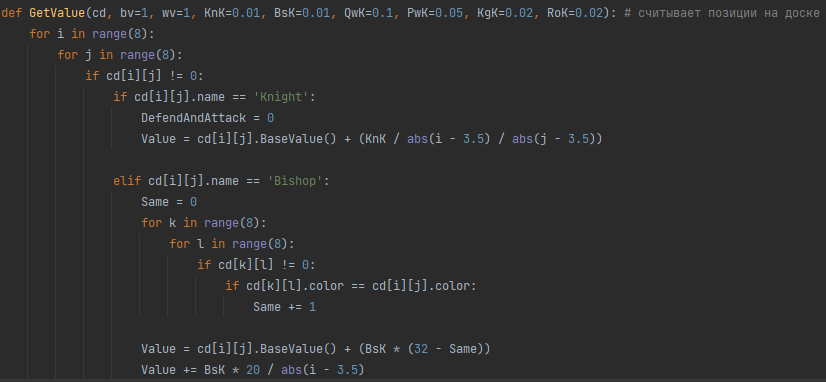 def GetValue(cd, bv=1, wv=1, KnK=0.01, BsK=0.01, QwK=0.1, PwK=0.05, KgK=0.02, RoK=0.02): # считывает позиции на доске
    for i in range(8):
        for j in range(8):
            if cd[i][j] != 0:
                if cd[i][j].name == 'Knight':
                    DefendAndAttack = 0
                    Value = cd[i][j].BaseValue() + (KnK / abs(i - 3.5) / abs(j - 3.5))

                elif cd[i][j].name == 'Bishop':
                    Same = 0
                    for k in range(8):
                        for l in range(8):
                            if cd[k][l] != 0:
                                if cd[k][l].color == cd[i][j].color:
                                    Same += 1

                    Value = cd[i][j].BaseValue() + (BsK * (32 - Same))
                    Value += BsK * 20 / abs(i - 3.5)